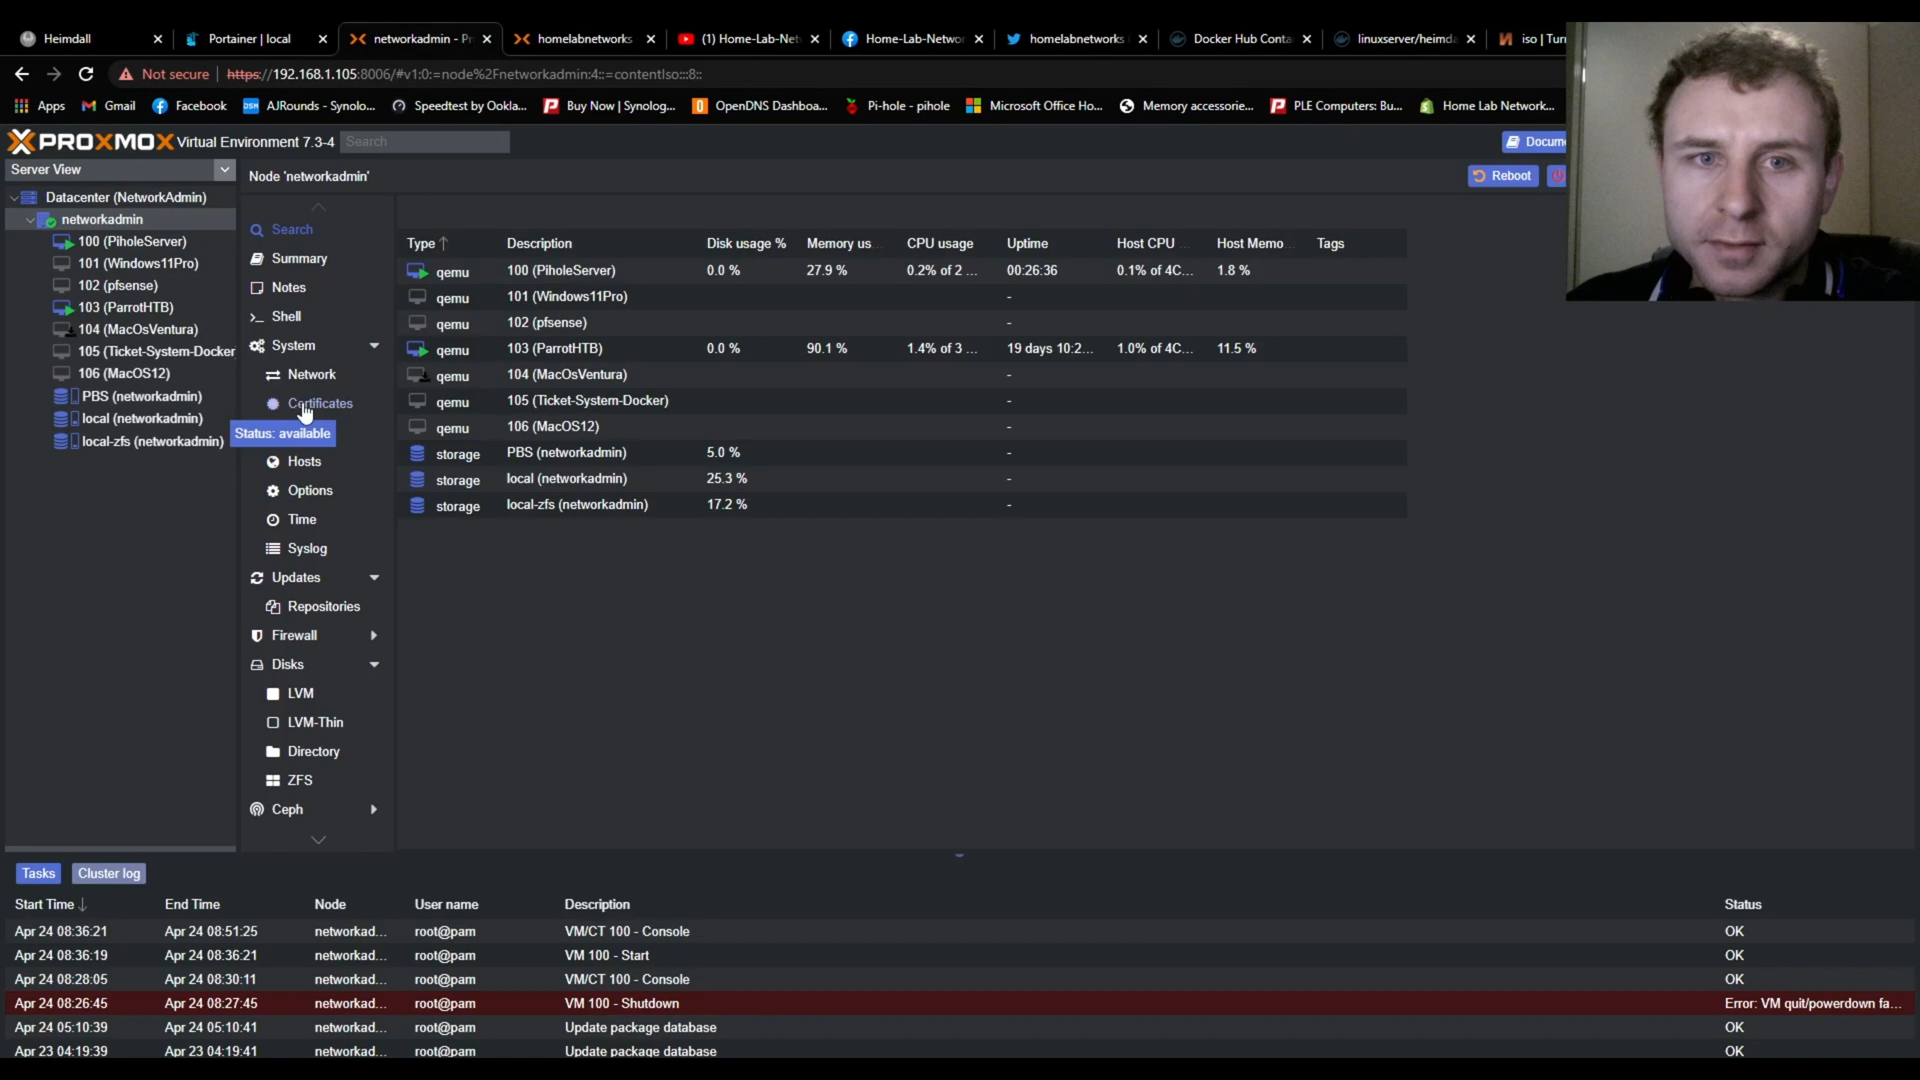 Heimdall
Portainer | local
networkadmin - Pr
homelabnetworks
(1) Home-Lab-Net
Home-Lab-Networ
homelabnetworks
Docker Hub Conta
linuxserver/heimda
iso | Turn
Not secure
https://192.168.1.105:8006/#v1:0:=node%2Fnetworkadmin:4::=contentIso:::8::
Apps
Gmail
Facebook
DSM
AJRounds - Synolo...
Speedtest by Ookla...
Buy Now | Synolog...
OpenDNS Dashboa...
Pi-hole - pihole
Microsoft Office Ho...
Memory accessorie...
PLE Computers: Bu...
Home Lab Network...
PROXMOX Virtual Environment 7.3-4
Search
Docume
Server View
Node 'networkadmin'
Reboot
Datacenter (NetworkAdmin)
networkadmin
100 (PiholeServer)
101 (Windows11Pro)
102 (pfsense)
103 (ParrotHTB)
104 (MacOsVentura)
105 (Ticket-System-Docker
106 (MacOS12)
PBS (networkadmin)
local (networkadmin)
local-zfs (networkadmin)
Search
Summary
Notes
Shell
System
Network
Certificates
Status: available
Hosts
Options
Time
Syslog
Updates
Repositories
Firewall
Disks
LVM
LVM-Thin
Directory
ZFS
Ceph
Type Description Disk usage % Memory us... CPU usage Uptime Host CPU ... Host Memo... Tags
qemu 100 (PiholeServer) 0.0 % 27.9 % 0.2% of 2 ... 00:26:36 0.1% of 4C... 1.8 %
qemu 101 (Windows11Pro) -
qemu 102 (pfsense) -
qemu 103 (ParrotHTB) 0.0 % 90.1 % 1.4% of 3 ... 19 days 10:2... 1.0% of 4C... 11.5 %
qemu 104 (MacOsVentura) -
qemu 105 (Ticket-System-Docker) -
qemu 106 (MacOS12) -
storage PBS (networkadmin) 5.0 % -
storage local (networkadmin) 25.3 % -
storage local-zfs (networkadmin) 17.2 % -
Tasks
Cluster log
Start Time End Time Node User name Description Status
Apr 24 08:36:21 Apr 24 08:51:25 networkad... root@pam VM/CT 100 - Console OK
Apr 24 08:36:19 Apr 24 08:36:21 networkad... root@pam VM 100 - Start OK
Apr 24 08:28:05 Apr 24 08:30:11 networkad... root@pam VM/CT 100 - Console OK
Apr 24 08:26:45 Apr 24 08:27:45 networkad... root@pam VM 100 - Shutdown Error: VM quit/powerdown fa...
Apr 24 05:10:39 Apr 24 05:10:41 networkad... root@pam Update package database OK
Apr 23 04:19:39 Apr 23 04:19:41 networkad... root@pam Update package database OK